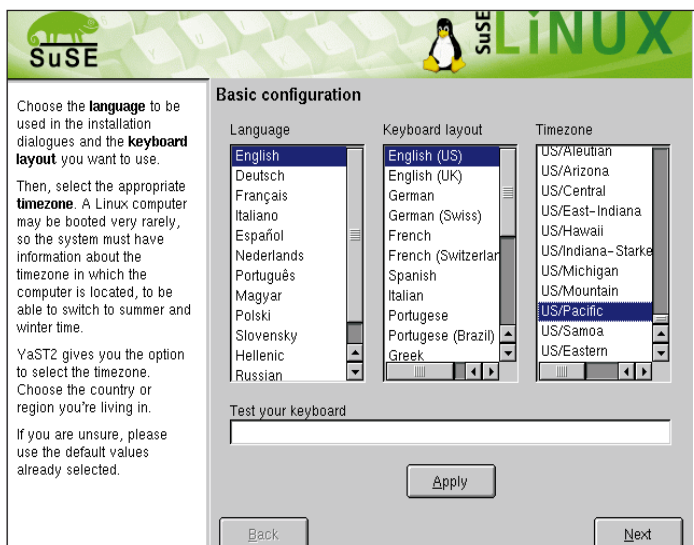 SuSE
SuSE LiNUX
Choose the language to be
used in the installation
dialogues and the keyboard
layout you want to use.
Then, select the appropriate
timezone. A Linux computer
may be booted very rarely,
so the system must have
information about the
timezone in which the
computer is located, to be
able to switch to summer and
winter time.
YaST2 gives you the option
to select the timezone.
Choose the country or
region you're living in.
If you are unsure, please
use the default values
already selected.
Basic configuration
Language
English
Deutsch
Français
Italiano
Español
Nederlands
Português
Magyar
Polski
Slovensky
Hellenic
Russian
Keyboard layout
English (US)
English (UK)
German
German (Swiss)
French
French (Switzerlan
Spanish
Italian
Portugese
Portugese (Brazil)
Greek
Timezone
US/Aleutian
US/Arizona
US/Central
US/East-Indiana
US/Hawaii
US/Indiana-Starke
US/Michigan
US/Mountain
US/Pacific
US/Samoa
US/Eastern
Test your keyboard
Apply
Back
Next